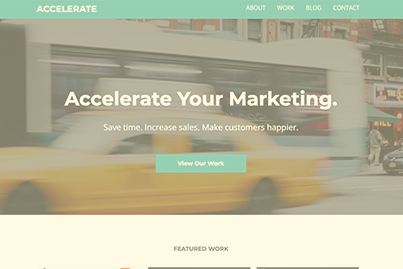 ACCELERATE
ABOUT WORK BLOG CONTACT
Accelerate Your Marketing.
Save time. Increase sales. Make customers happier.
View Our Work
FEATURED WORK